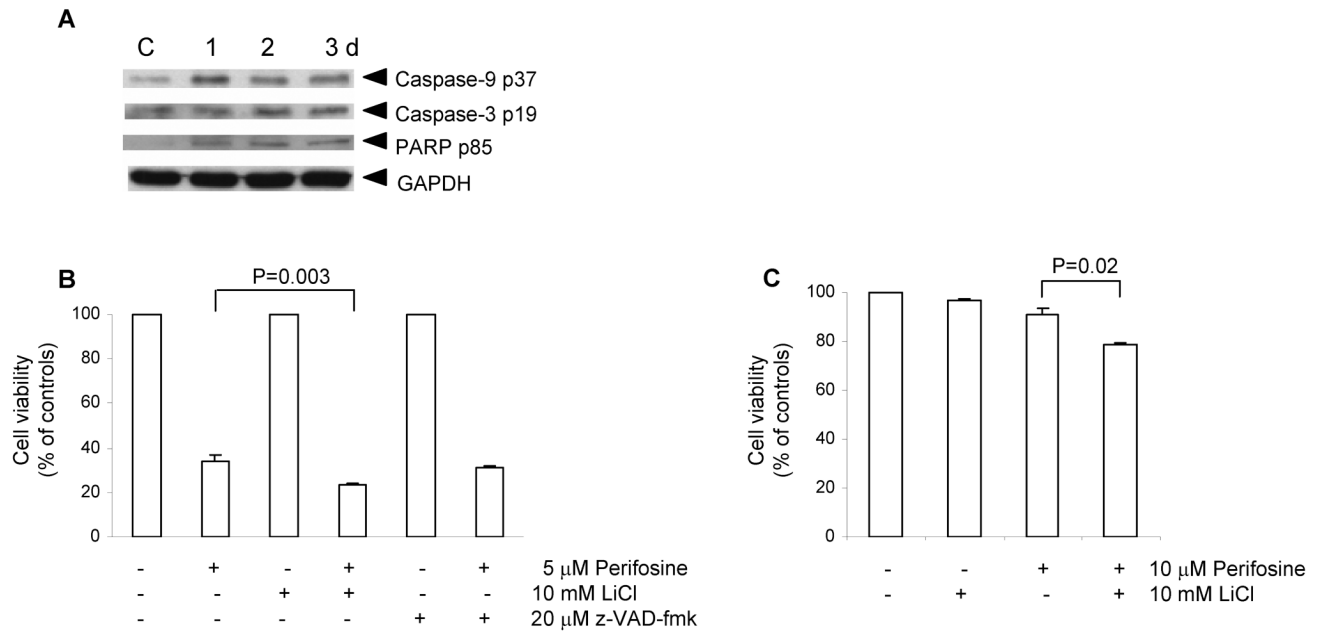 A
C 1 2 3 d
Caspase-9 p37
Caspase-3 p19
PARP p85
GAPDH
B
P=0.003
Cell viability
(% of controls)
100
80
60
40
20
0
- + - + - + 5 μM Perifosine
- - + + - - 10 mM LiCl
- - - - + + 20 μM z-VAD-fmk
C
P=0.02
Cell viability
(% of controls)
100
80
60
40
20
0
- - + + 10 μM Perifosine
- + - + 10 mM LiCl